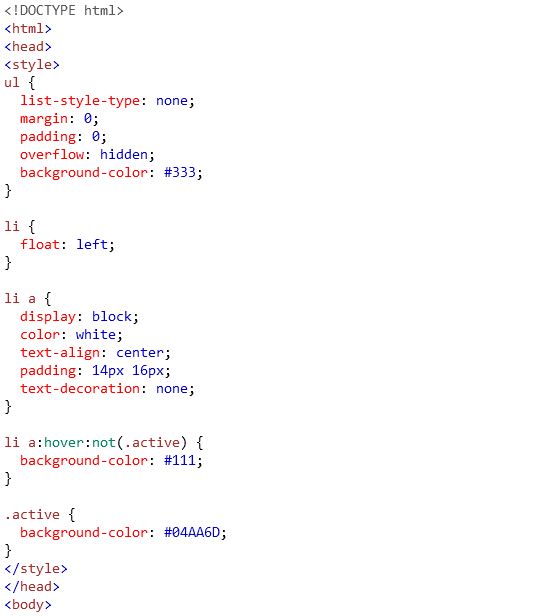 <!DOCTYPE html>
<html>
<head>
<style>
ul {
  list-style-type: none;
  margin: 0;
  padding: 0;
  overflow: hidden;
  background-color: #333;
}

li {
  float: left;
}

li a {
  display: block;
  color: white;
  text-align: center;
  padding: 14px 16px;
  text-decoration: none;
}

li a:hover:not(.active) {
  background-color: #111;
}

.active {
  background-color: #04AA6D;
}
</style>
</head>
<body>